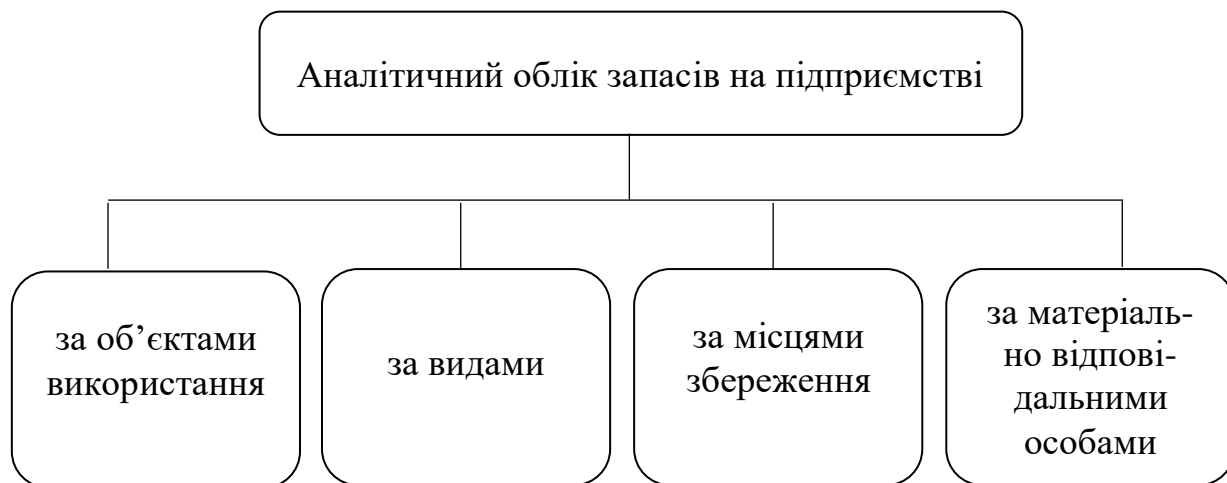 Аналітичний облік запасів на підприємстві
за об’єктами
використання
за видами
за місцями
збереження
за матеріаль-
но відпові-
дальними
особами